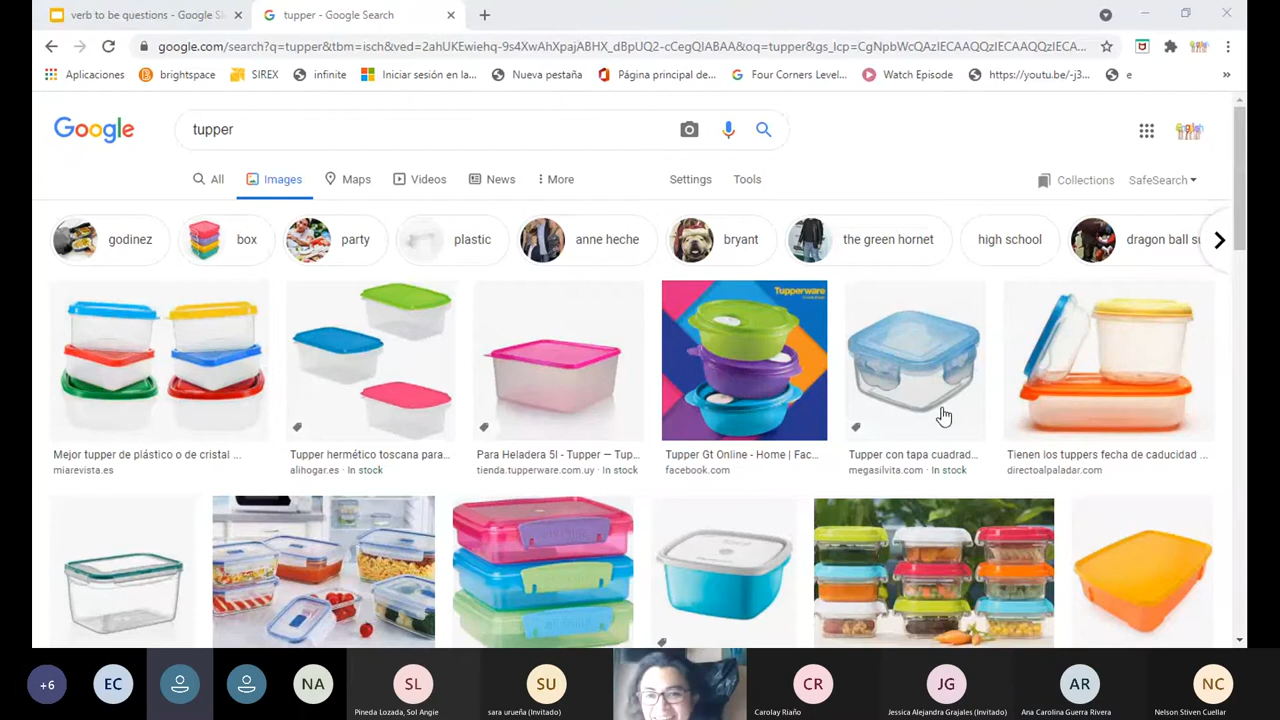 verb to be questions - Google Sl
tupper - Google Search
google.com/search?q=tupper&tbm=isch&ved=2ahUKEwiehq-9s4XwAhXpajABHX_dBpUQ2-cCegQIABAA&oq=tupper&gs_lcp=CgNpbWcQAzIECAAQQzIECAAQQzIECAAQQzIECAAQQzIECAAQQ...
Aplicaciones
brightspace
SIREX
infinite
Iniciar sesión en la...
Nueva pestaña
Página principal de...
Four Corners Level...
Watch Episode
https://youtu.be/-j3...
e
Google
tupper
All
Images
Maps
Videos
News
More
Settings
Tools
Collections
SafeSearch
godinez
box
party
plastic
anne heche
bryant
the green hornet
high school
dragon ball su
Tupperware
Mejor tupper de plástico o de cristal ...
miarevista.es
Tupper hermético toscana para...
alihogar.es · In stock
Para Heladera 5l - Tupper — Tup...
tienda.tupperware.com.uy · In stock
Tupper Gt Online - Home | Fac...
facebook.com
Tupper con tapa cuadrad...
megasilvita.com · In stock
Tienen los tuppers fecha de caducidad ...
directoalpaladar.com
+6
EC
NA
SL
Pineda Lozada, Sol Angie
SU
sara urueña (Invitado)
CR
Carolay Riaño
JG
Jessica Alejandra Grajales (Invitado)
AR
Ana Carolina Guerra Rivera
NC
Nelson Stiven Cuellar